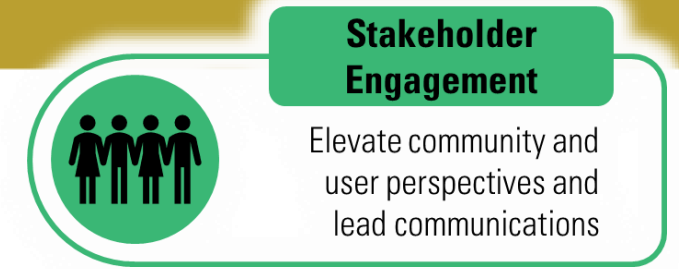 Stakeholder
Engagement
Elevate community and
user perspectives and
lead communications